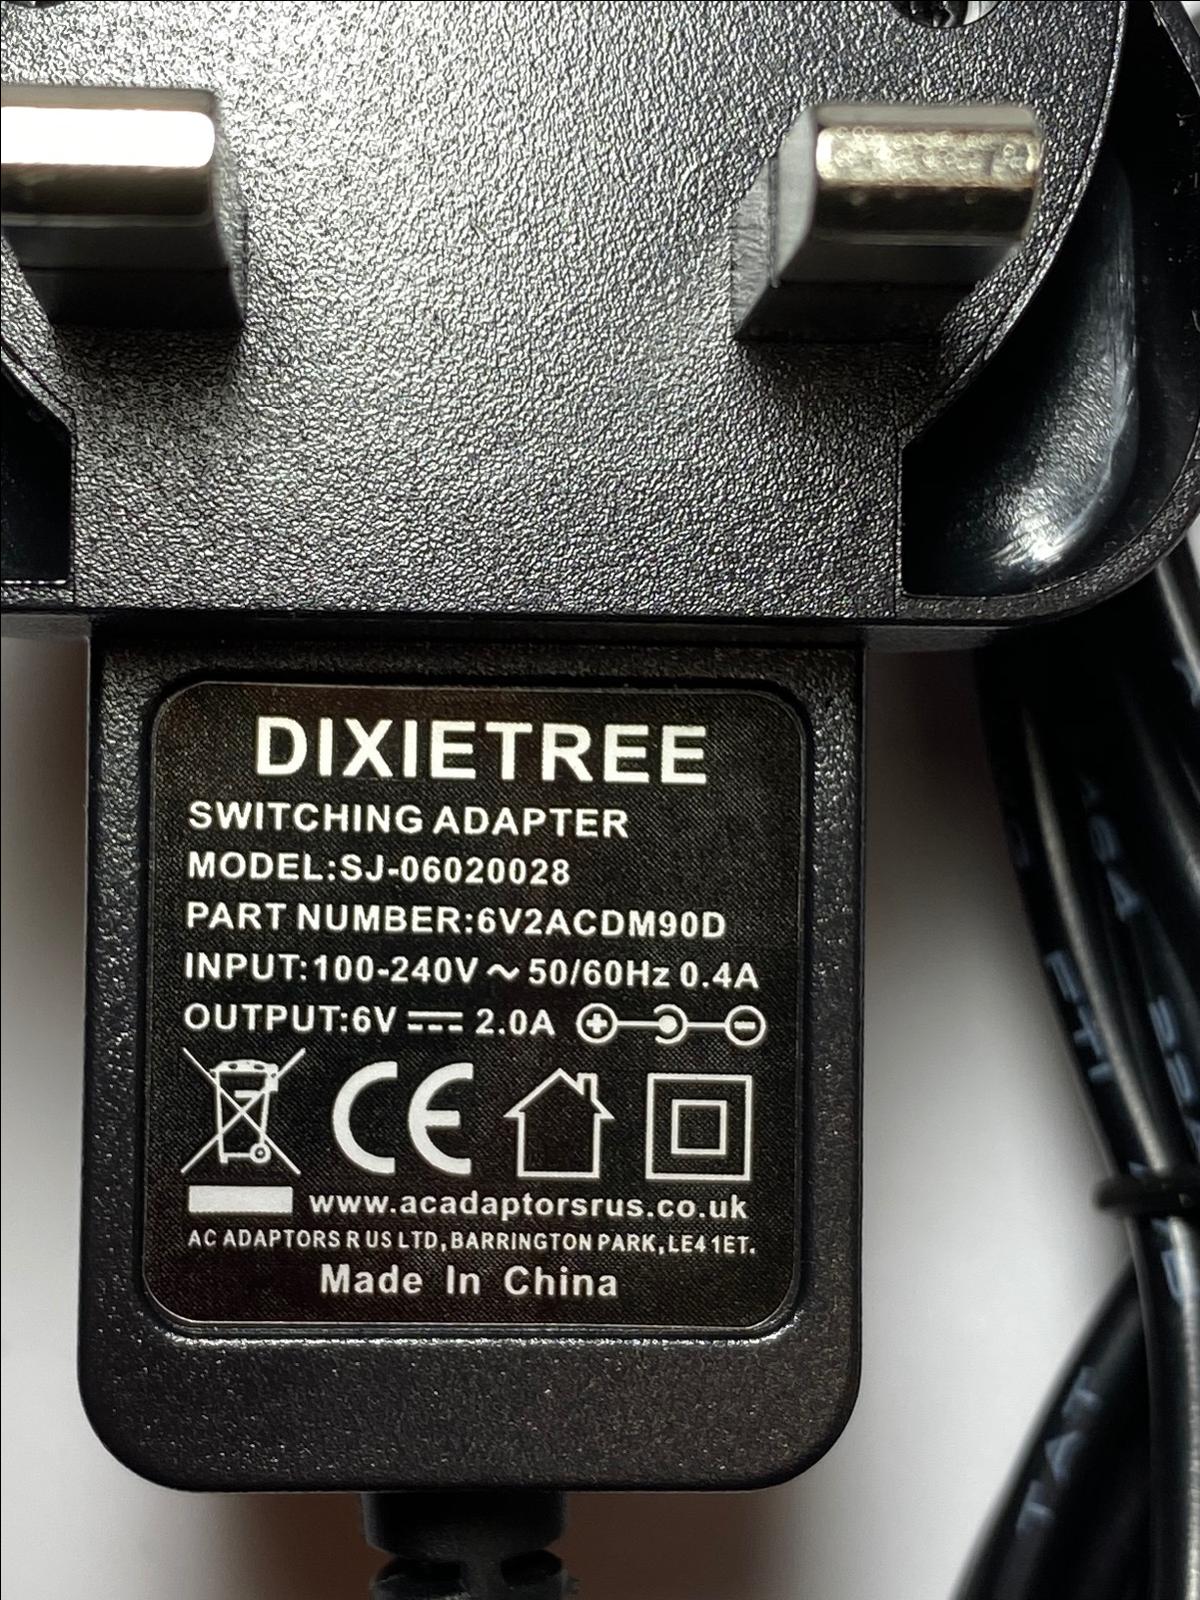 DIXIETREE
SWITCHING ADAPTER
MODEL:SJ-06020028
PART NUMBER:6V2ACDM90D
INPUT:100-240V ~ 50/60Hz 0.4A
OUTPUT:6V ⎓ 2.0A
CE
www.acadaptorsrus.co.uk
AC ADAPTORS R US LTD, BARRINGTON PARK, LE4 1ET.
Made In China